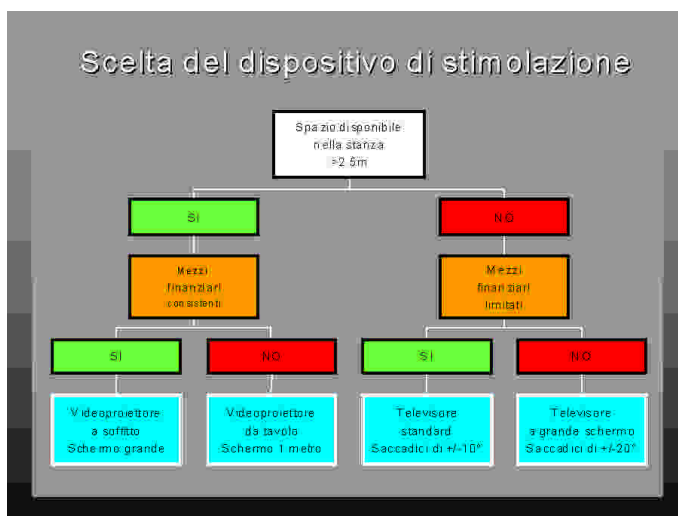 Scelta del dispositivo di stimolazione
Spazio disponibile
nella stanza
>2.5m
SI
NO
Mezzi
finanziari
consistenti
Mezzi
finanziari
limitati
SI
NO
SI
NO
Videoproiettore
a soffitto
Schermo grande
Videoproiettore
da tavolo
Schermo 1 metro
Televisore
standard
Saccadici di +/-10°
Televisore
a grande schermo
Saccadici di +/-20°